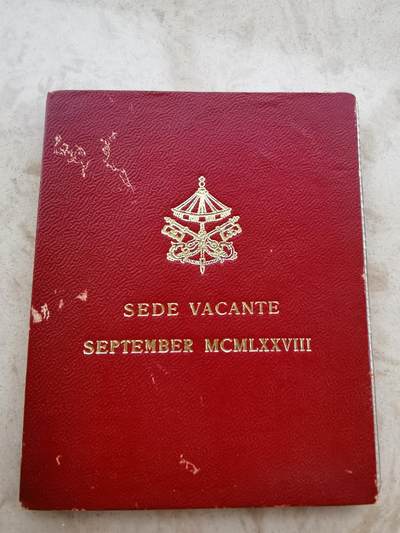 SEDE VACANTE
SEPTEMBER MCMLXXVIII